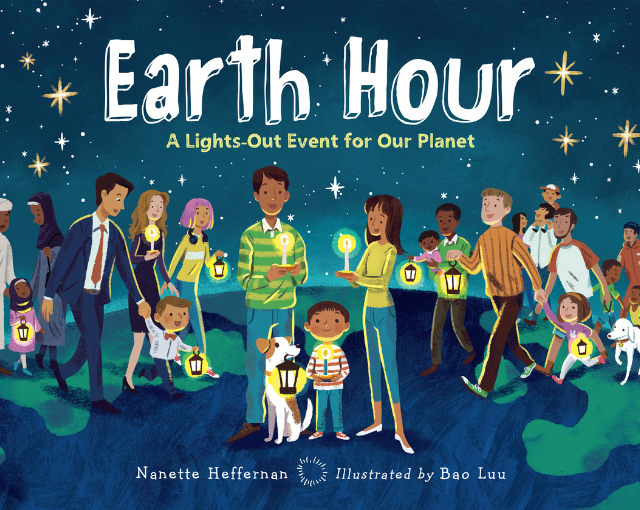 Earth Hour
A Lights-Out Event for Our Planet
Nanette Heffernan Illustrated by Bao Luu